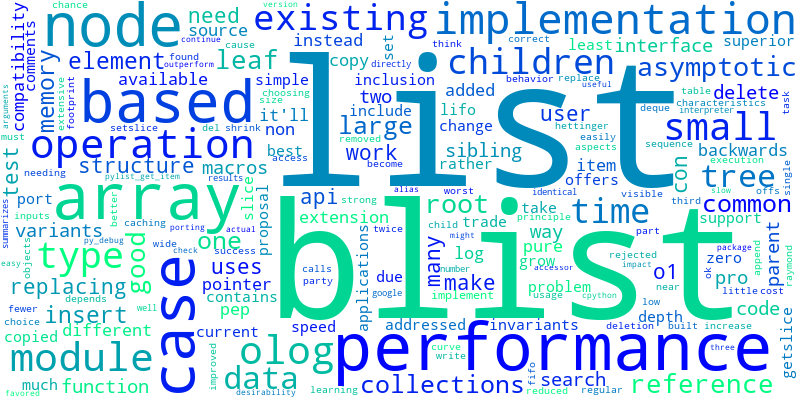 list
blist
performance
array
case
node
based
implementation
existing
operation
children
small
tree
time
type
module
olog
data
root
large
asymptotic
element
leaf
common
collections
reference
structure
replacing
insert
good
one
api
user
delete
memory
compatibility
comments
need
source
instead
copy
set
least
interface
superior
version
chance
continue
cause
found
outperform
directly
think
correct
behavior
replace
useful
deque
table
characteristics
interpreter
task
arguments
footprint
extensive
size
choosing
available
simple
inclusion
two
added
lifo
it'll
include
non
change
sibling
rather
easily
aspects
hettinger
sequence
item
offers
backwards
setslice
del
shrink
best
access
removed
become
macros
work
test
variants
port
must
inputs
needing
results
pylist_get_item
slice
proposal
alias
worst
identical
visible
offs
execution
slow
third
con
parent
single
support
pro
zero
o1
trade
take
way
pure
problem
extension
strong
twice
child
principle
part
py_debug
porting
actual
better
caching
pointer
uses
many
due
log
grow
make
might
accessor
rejected
impact
package
append
raymond
code
low
near
ok
little
cost
usage
cpython
number
implement
calls
party
google
applications
addressed
invariants
depth
deletion
built
increase
fewer
choice
depends
well
wide
check
success
contains
current
speed
pep
different
copied
much
function
favored
improved
desirability
learning
curve
write
fifo
reduced
regular
three
search
getslice
summarizes
easy
objects